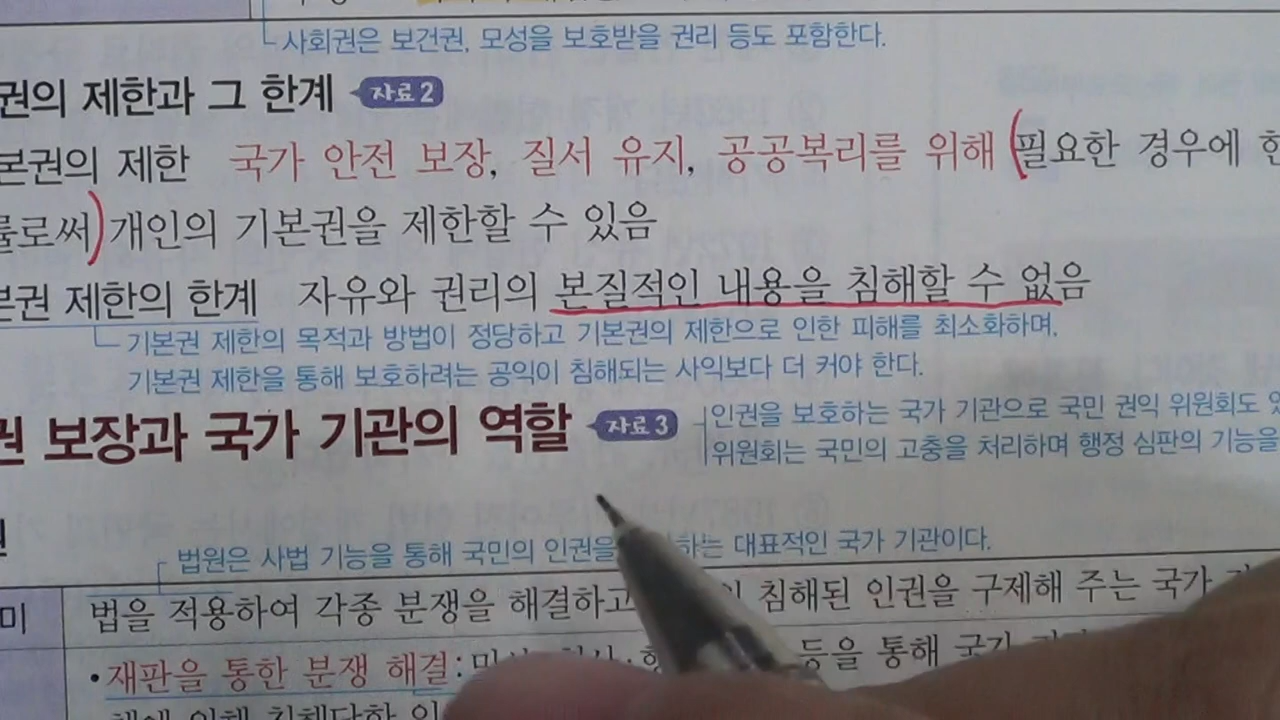 사회권은 보건권, 모성을 보호받을 권리 등도 포함한다.
권의 제한과 그 한계 자료 2
본권의 제한 국가 안전 보장, 질서 유지, 공공복리를 위해 (필요한 경우에 한
률로써) 개인의 기본권을 제한할 수 있음
본권 제한의 한계 자유와 권리의 본질적인 내용을 침해할 수 없음
기본권 제한의 목적과 방법이 정당하고 기본권의 제한으로 인한 피해를 최소화하며,
기본권 제한을 통해 보호하려는 공익이 침해되는 사익보다 더 커야 한다.
권 보장과 국가 기관의 역할 자료 3
인권을 보호하는 국가 기관으로 국민 권익 위원회도 있
위원회는 국민의 고충을 처리하며 행정 심판의 기능을
법원은 사법 기능을 통해 국민의 인권을 하는 대표적인 국가 기관이다.
미 법을 적용하여 각종 분쟁을 해결하고 침해된 인권을 구제해 주는 국가
• 재판을 통한 분쟁 해결: 등을 통해 국가